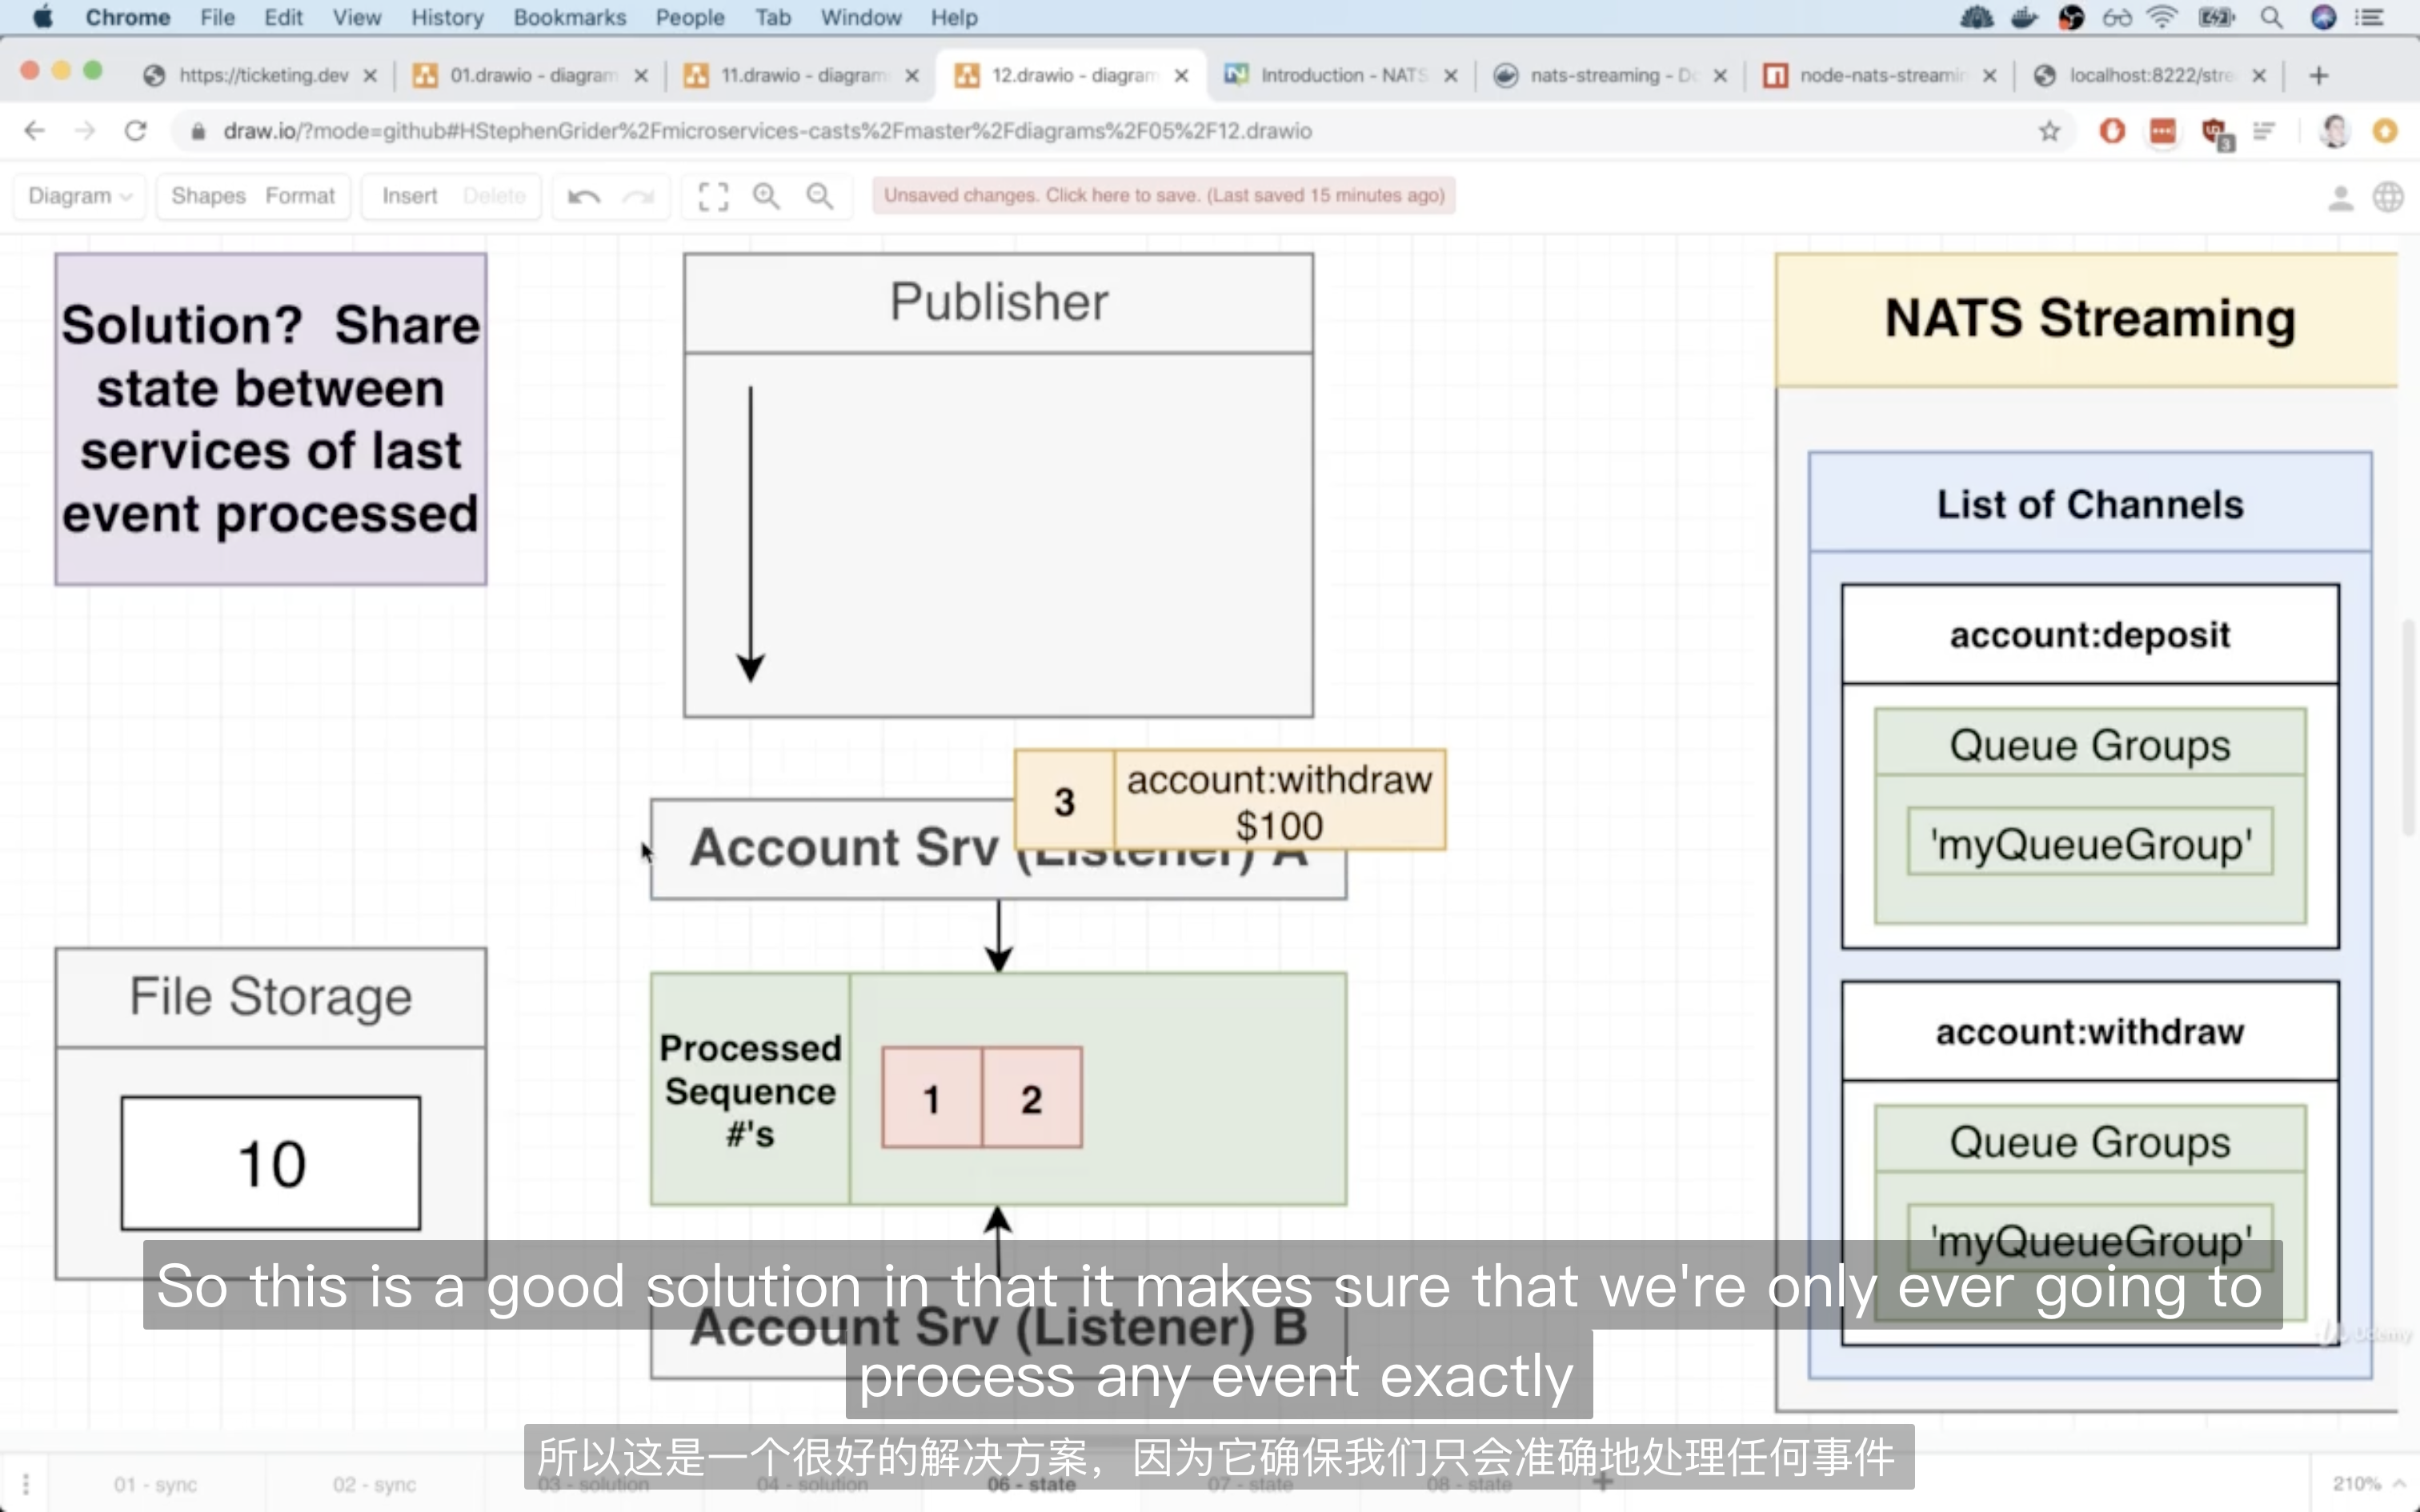 Chrome File Edit View History Bookmarks People Tab Window Help
https://ticketing.dev
01.drawio - diagram
11.drawio - diagram
12.drawio - diagram
Introduction - NATS
nats-streaming - Do
node-nats-streamin
localhost:8222/stre
draw.io/?mode=github#HStephenGrider%2Fmicroservices-casts%2Fmaster%2Fdiagrams%2F05%2F12.drawio
3
Diagram Shapes Format Insert Delete
Unsaved changes. Click here to save. (Last saved 15 minutes ago)
Solution? Share
state between
services of last
event processed
Publisher
NATS Streaming
List of Channels
account:deposit
Queue Groups
'myQueueGroup'
3
account:withdraw
$100
Account Srv (Listener) A
File Storage
10
Processed
Sequence
#'s
1 2
account:withdraw
Queue Groups
'myQueueGroup'
Account Srv (Listener) B
So this is a good solution in that it makes sure that we're only ever going to
process any event exactly
所以这是一个很好的解决方案，因为它确保我们只会准确地处理任何事件
Udemy
01 - sync
02 - sync
03 - solution
04 - solution
06 - state
07 - state
08 - state
210%